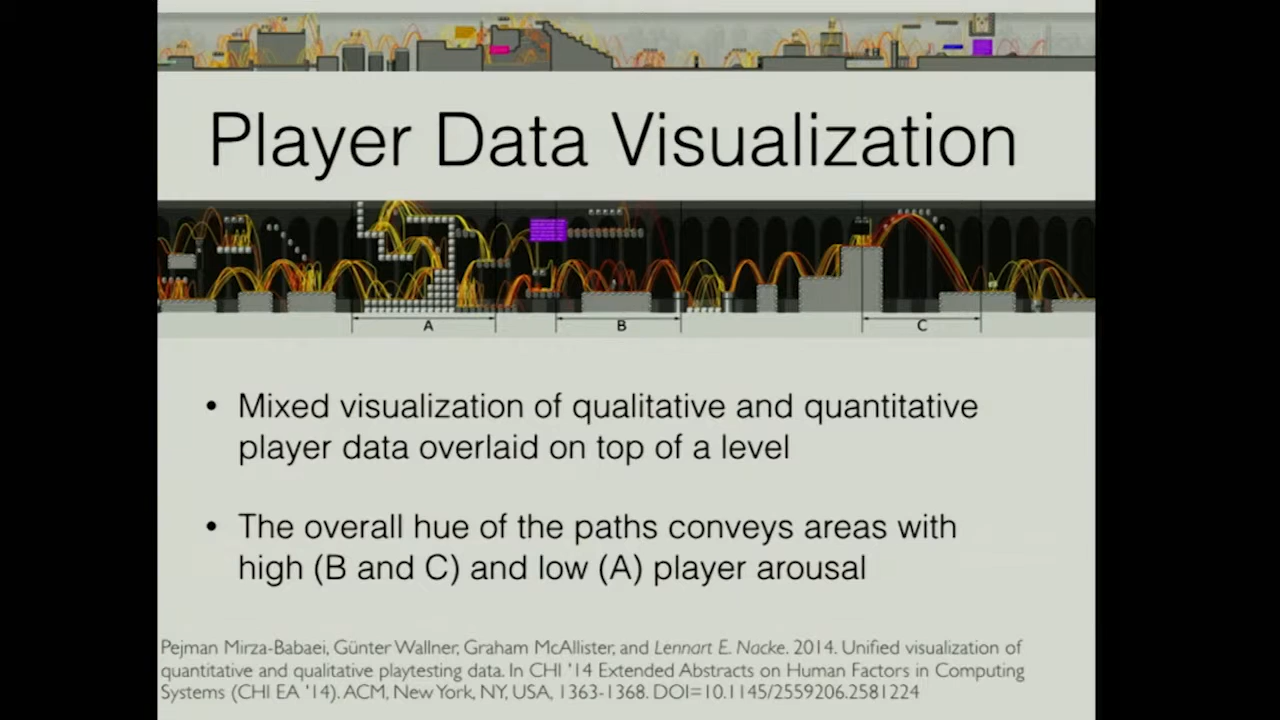 Player Data Visualization
A
B
C
• Mixed visualization of qualitative and quantitative
player data overlaid on top of a level
• The overall hue of the paths conveys areas with
high (B and C) and low (A) player arousal
Pejman Mirza-Babaei, Günter Wallner, Graham McAllister, and Lennart E. Nacke. 2014. Unified visualization of
quantitative and qualitative playtesting data. In CHI '14 Extended Abstracts on Human Factors in Computing
Systems (CHI EA '14). ACM, New York, NY, USA, 1363-1368. DOI=10.1145/2559206.2581224